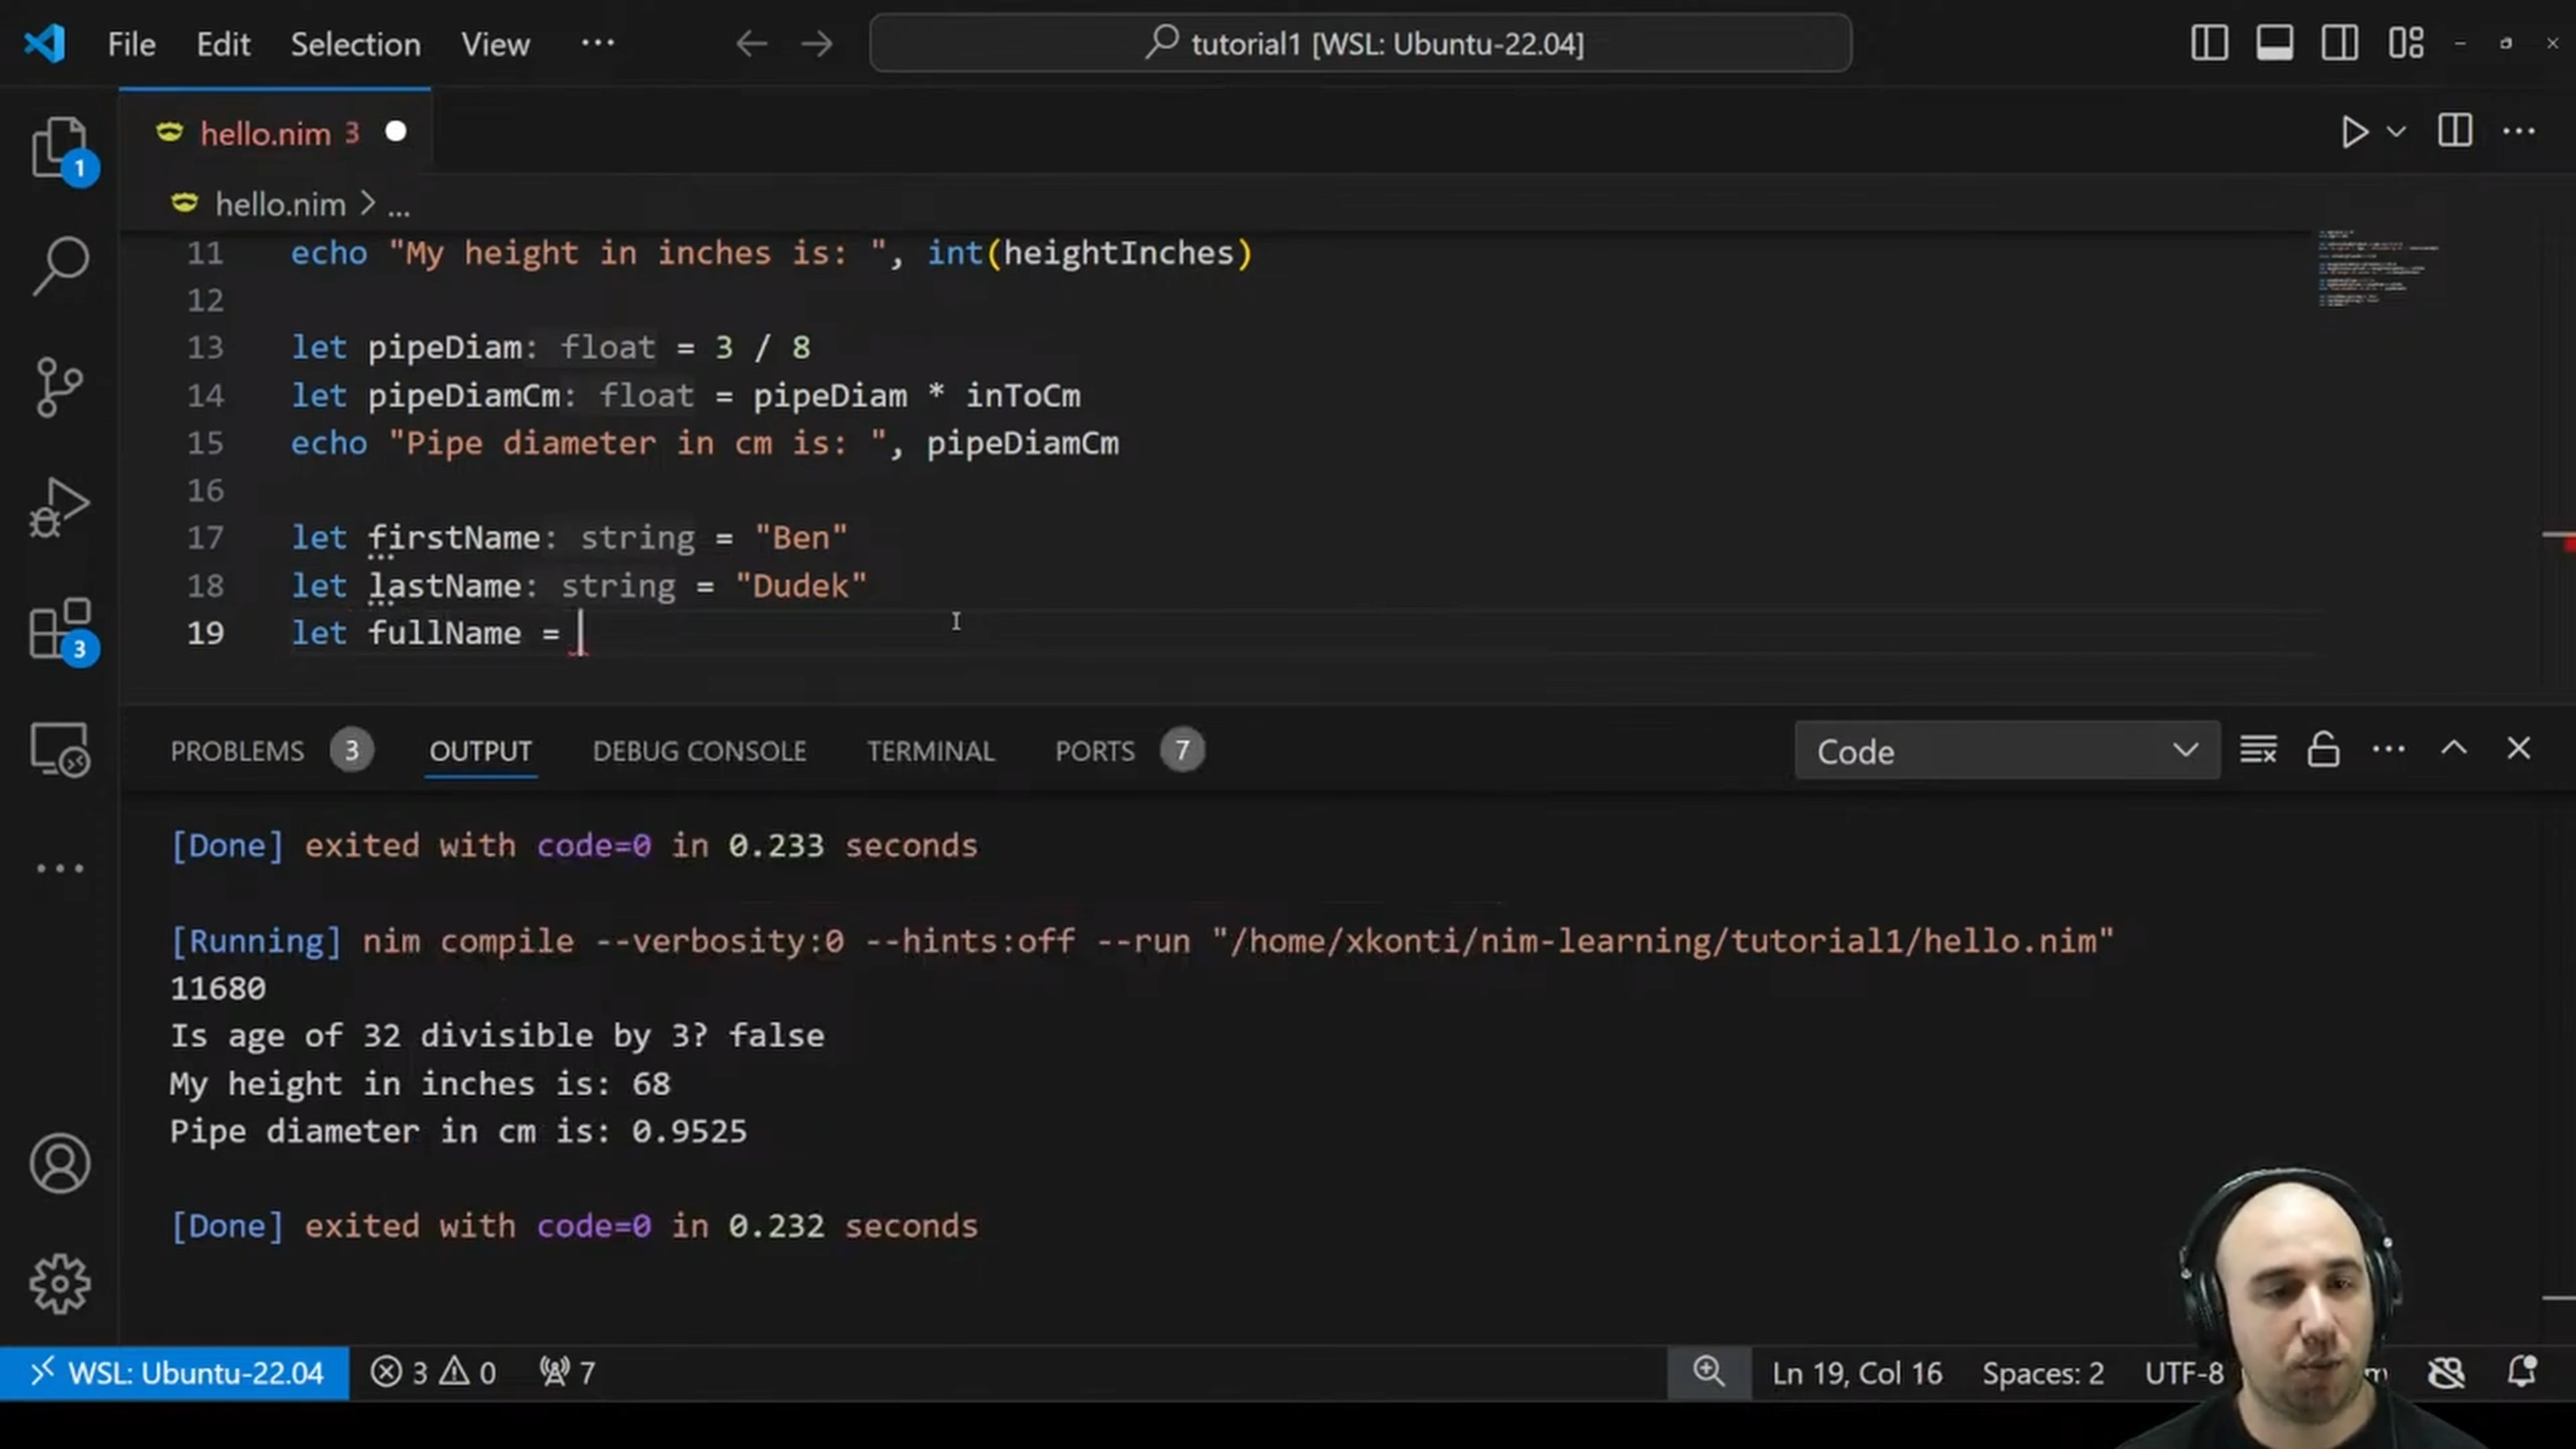 File Edit Selection View ··· tutorial1 [WSL: Ubuntu-22.04]
hello.nim 3
hello.nim > ...
11 echo "My height in inches is: ", int(heightInches)
12
13 let pipeDiam: float = 3 / 8
14 let pipeDiamCm: float = pipeDiam * inToCm
15 echo "Pipe diameter in cm is: ", pipeDiamCm
16
17 let firstName: string = "Ben"
18 let lastName: string = "Dudek"
19 let fullName =
1
3
PROBLEMS 3 OUTPUT DEBUG CONSOLE TERMINAL PORTS 7 Code
[Done] exited with code=0 in 0.233 seconds
[Running] nim compile --verbosity:0 --hints:off --run "/home/xkonti/nim-learning/tutorial1/hello.nim"
11680
Is age of 32 divisible by 3? false
My height in inches is: 68
Pipe diameter in cm is: 0.9525
[Done] exited with code=0 in 0.232 seconds
WSL: Ubuntu-22.04 3 0 7 Ln 19, Col 16 Spaces: 2 UTF-8